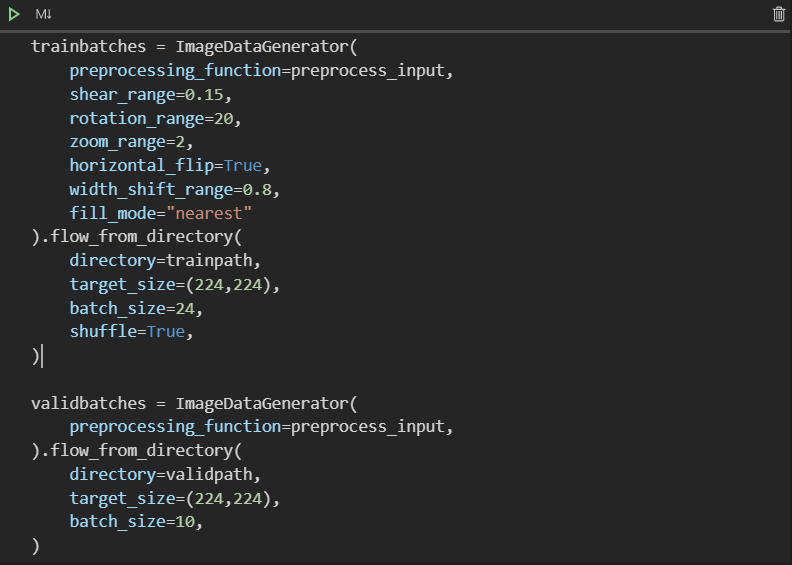 M↓
trainbatches = ImageDataGenerator(
    preprocessing_function=preprocess_input,
    shear_range=0.15,
    rotation_range=20,
    zoom_range=2,
    horizontal_flip=True,
    width_shift_range=0.8,
    fill_mode="nearest"
).flow_from_directory(
    directory=trainpath,
    target_size=(224,224),
    batch_size=24,
    shuffle=True,
)
validbatches = ImageDataGenerator(
    preprocessing_function=preprocess_input,
).flow_from_directory(
    directory=validpath,
    target_size=(224,224),
    batch_size=10,
)